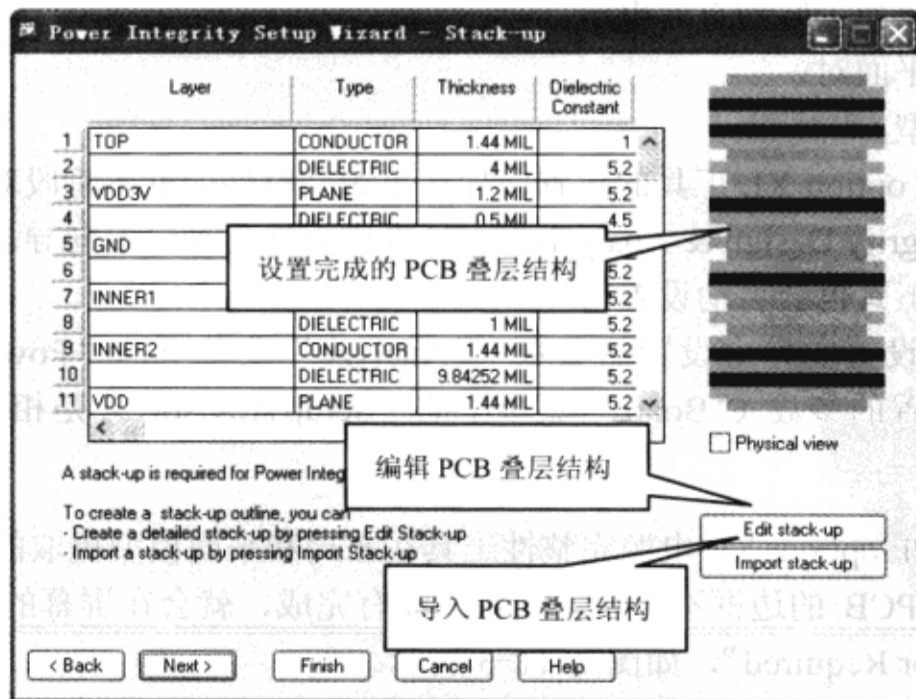 Power Integrity Setup Wizard - Stack-up
Layer Type Thickness Dielectric Constant
1 TOP CONDUCTOR 1.44 MIL 1
2 DIELECTRIC 4 MIL 5.2
3 VDD3V PLANE 1.2 MIL 5.2
4 DIELECTRIC 0.5 MIL 4.5
5 GND
设置完成的 PCB 叠层结构
6 5.2
7 INNER1 5.2
8 DIELECTRIC 1 MIL 5.2
9 INNER2 CONDUCTOR 1.44 MIL 5.2
10 DIELECTRIC 9.84252 MIL 5.2
11 VDD PLANE 1.44 MIL 5.2
Physical view
A stack-up is required for Power Integ
编辑 PCB 叠层结构
To create a stack-up outline, you can
Create a detailed stack-up by pressing Edit Stack-up
Import a stack-up by pressing Import Stack-up
Edit stack-up
Import stack-up
导入 PCB 叠层结构
< Back Next > Finish Cancel Help